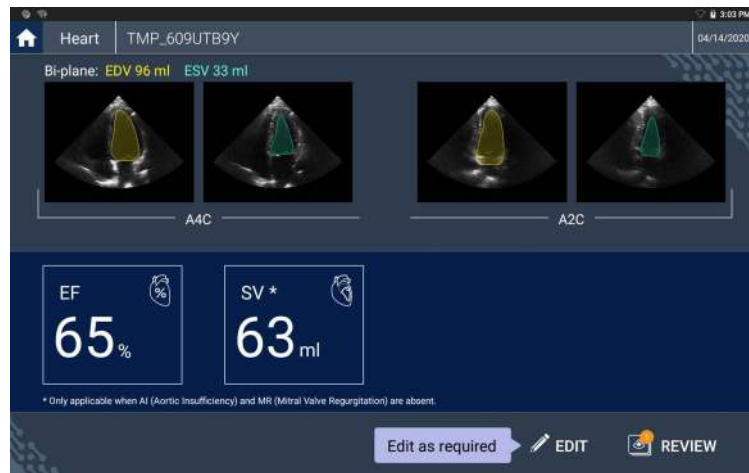 3:03 PM
Heart TMP_609UTB9Y 04/14/2020
Bi-plane: EDV 96 ml ESV 33 ml
A4C A2C
EF % SV *
65% 63 ml
* Only applicable when AI (Aortic Insufficiency) and MR (Mitral Valve Regurgitation) are absent.
Edit as required EDIT REVIEW